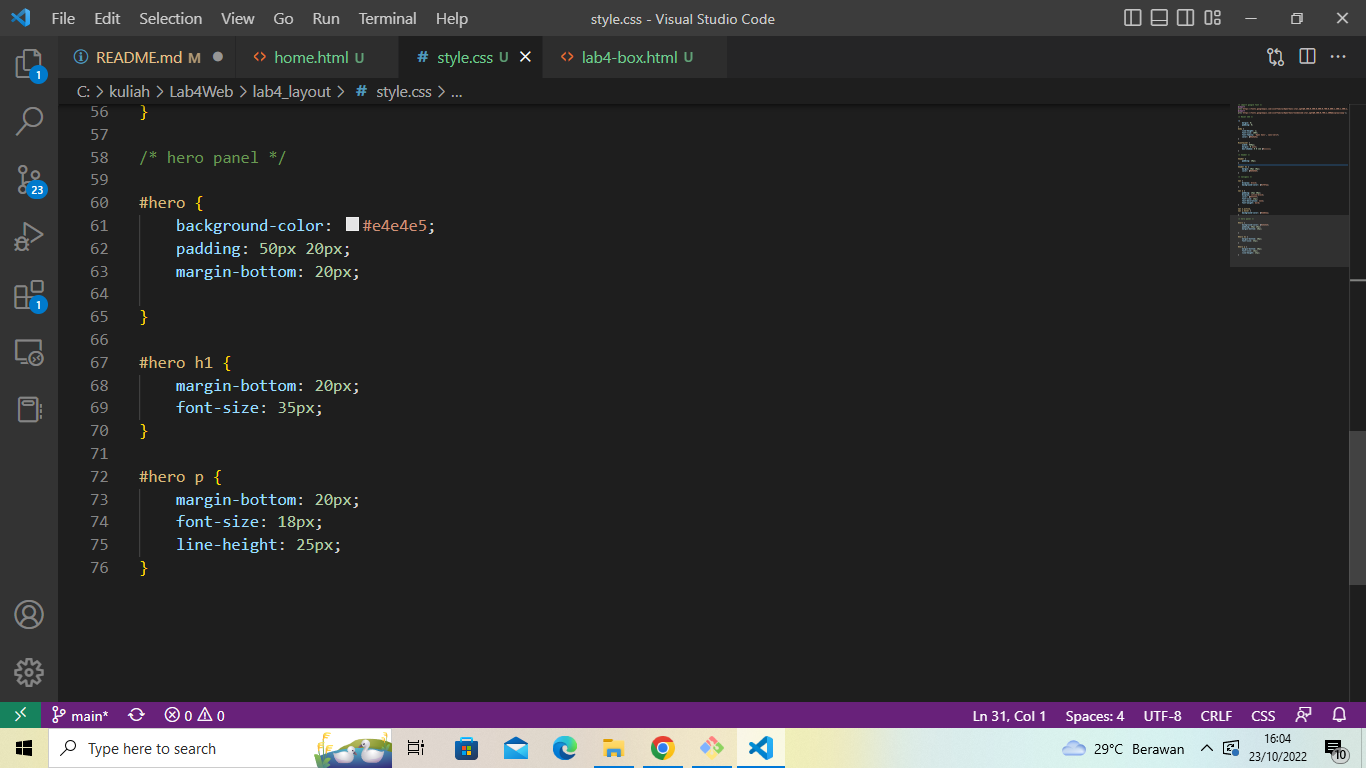 File Edit Selection View Go Run Terminal Help style.css - Visual Studio Code
README.md M home.html U # style.css U lab4-box.html U
C: > kuliah > Lab4Web > lab4_layout > # style.css > ...
56 }
57
58 /* hero panel */
59
60 #hero {
61 background-color: #e4e4e5;
62 padding: 50px 20px;
63 margin-bottom: 20px;
64
65 }
66
67 #hero h1 {
68 margin-bottom: 20px;
69 font-size: 35px;
70 }
71
72 #hero p {
73 margin-bottom: 20px;
74 font-size: 18px;
75 line-height: 25px;
76 }
1
23
1
main* 0 0 Ln 31, Col 1 Spaces: 4 UTF-8 CRLF CSS
Type here to search 29°C Berawan 16:04
23/10/2022
10